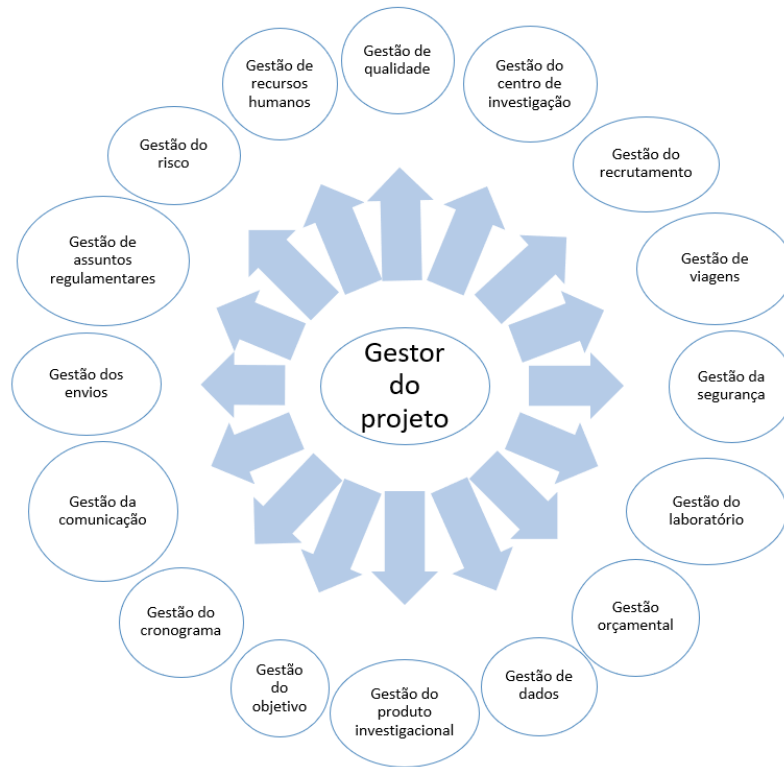 Gestão de
qualidade
Gestão do
centro de
investigação
Gestão do
recrutamento
Gestão de
viagens
Gestão da
segurança
Gestão do
laboratório
Gestão
orçamental
Gestão de
dados
Gestão do
produto
investigacional
Gestão
do
objetivo
Gestão do
cronograma
Gestão da
comunicação
Gestão dos
envios
Gestão de
assuntos
regulamentares
Gestão do
risco
Gestão de
recursos
humanos
Gestor
do
projeto